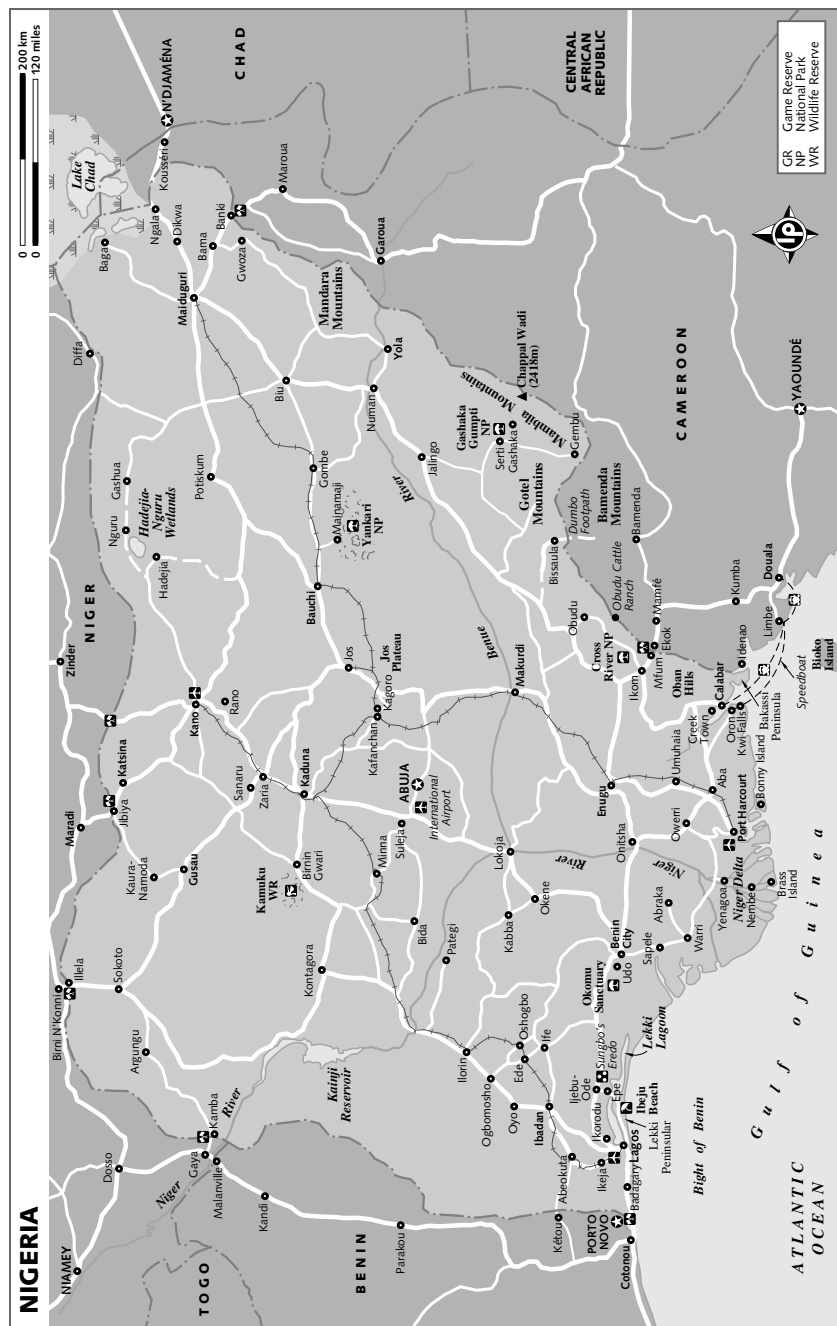 NIGERIA
0 200 km
0 120 miles
GR Game Reserve
NP National Park
WR Wildlife Reserve
NIAMEY
Dosso
Birni N'Konni
Illela
Maradi
Zinder
NIGER
Diffa
Lake
Chad
CHAD
N'DJAMÉNA
Kousséri
Baga
Ngala
Dikwa
Sokoto
Argungu
Kaura-
Namoda
Jibiya
Katsina
Nguru
Gashua
Hadejia-
Nguru
Wetlands
Hadejia
Gusau
Kano
Rano
Potiskum
Maiduguri
Bama
Banki
Gwoza
Maroua
Gaya
Kamba
Malanville
Niger
River
Kandi
TOGO
BENIN
Sanaru
Zaria
Kaduna
Birnin
Gwari
Kamuku
WR
Kontagora
Kainji
Reservoir
Bauchi
Gombe
Biu
Mandara
Mountains
Mainamaji
Yankari
NP
Jos
Jos
Plateau
Kagoro
Kafanchan
Numan
Yola
Garoua
CENTRAL
AFRICAN
REPUBLIC
Parakou
Minna
Suleja
ABUJA
International
Airport
Bida
Pategi
River
Benue
Jalingo
Gashaka
Gumpti
NP
Serti
Gashaka
Mambila
Mountains
Chappal Wadi
(2418m)
Gotel
Mountains
Gembu
Ilorin
Ogbomosho
Oyo
Oshogbo
Ede
Ife
Ibadan
Kabba
Lokoja
Okene
Makurdi
Bissaula
Dumbo
Footpath
Bamenda
Mountains
Bamenda
Obudu
Obudu Cattle
Ranch
CAMEROON
Kétou
Abeokuta
Ijebu-
Ode
Ikorodu
Sungbo's
Eredo
Epe
Ikeja
Lagos
Badagary
PORTO
NOVO
Cotonou
Ibeju
Beach
Lekki
Peninsular
Lekki
Lagoon
Okomu
Sanctuary
Udo
Benin
City
Sapele
Warri
Abraka
Onitsha
Enugu
River
Niger
Owerri
Umuhaia
Aba
Port Harcourt
Yenagoa
Niger Delta
Nembe
Brass
Island
Bonny Island
Cross
River NP
Ikom
Mfum
Ekok
Mamfé
Oban
Hills
Creek
Town
Calabar
Oron
Kwi-Falls
Bakassi
Peninsula
Idenao
Kumba
Limbe
Douala
YAOUNDÉ
Speedboat
Bioko
Island
Bight of Benin
Gulf of Guinea
ATLANTIC
OCEAN
lp